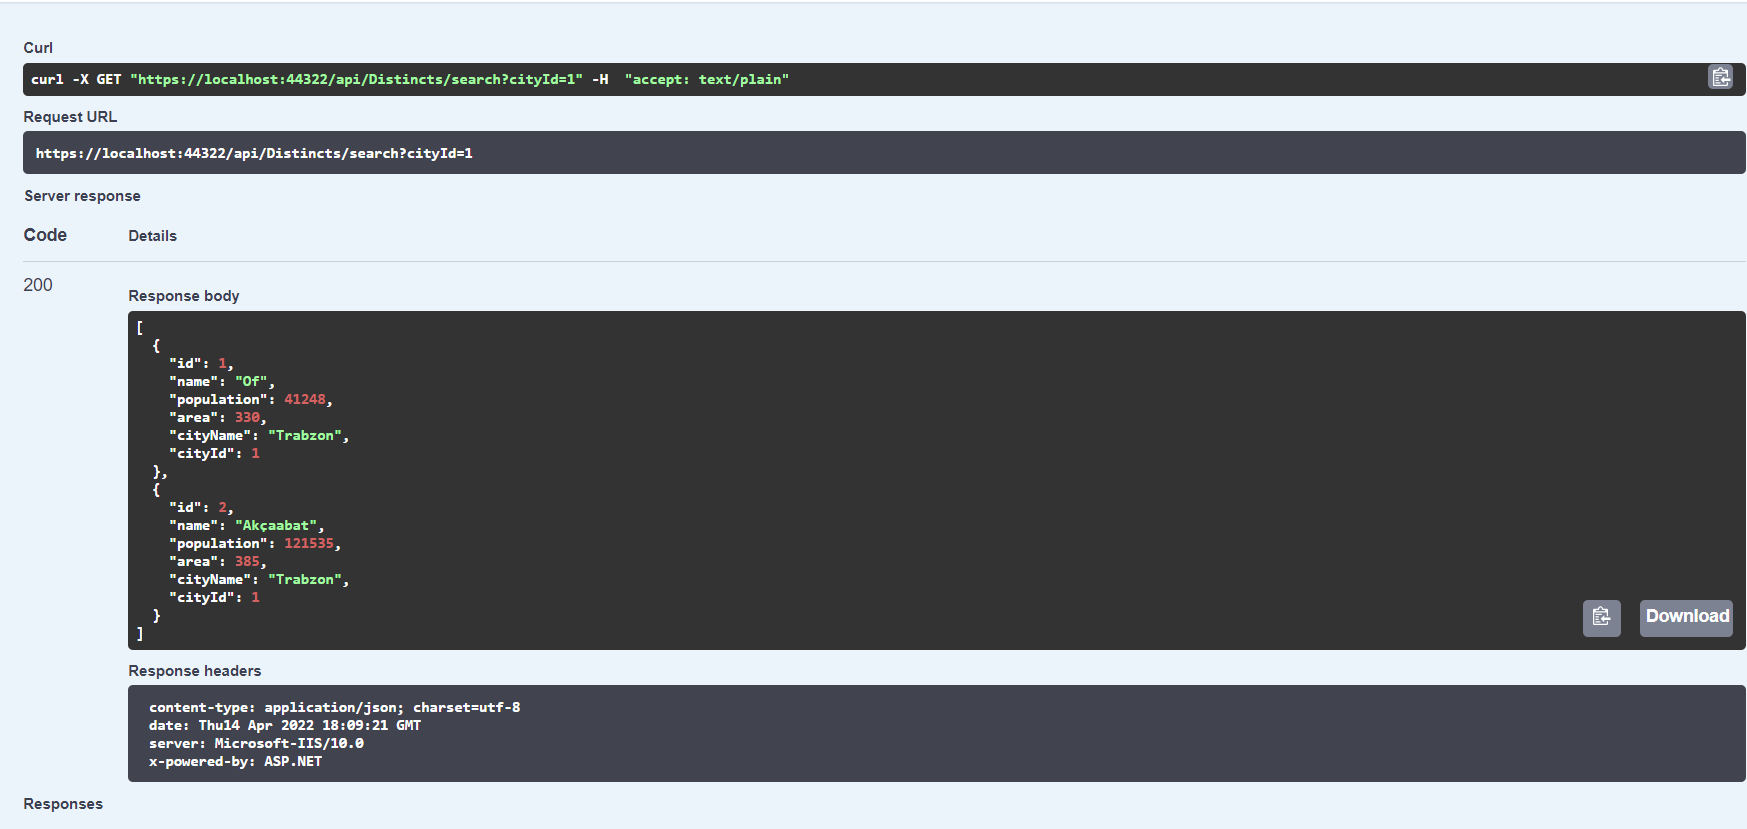 Curl
curl -X GET "https://localhost:44322/api/Distincts/search?cityId=1" -H  "accept: text/plain"
Request URL
https://localhost:44322/api/Distincts/search?cityId=1
Server response
Code Details
200
Response body
[
  {
    "id": 1,
    "name": "Of",
    "population": 41248,
    "area": 330,
    "cityName": "Trabzon",
    "cityId": 1
  },
  {
    "id": 2,
    "name": "Akçaabat",
    "population": 121535,
    "area": 385,
    "cityName": "Trabzon",
    "cityId": 1
  }
]
Download
Response headers
content-type: application/json; charset=utf-8
date: Thu14 Apr 2022 18:09:21 GMT
server: Microsoft-IIS/10.0
x-powered-by: ASP.NET
Responses